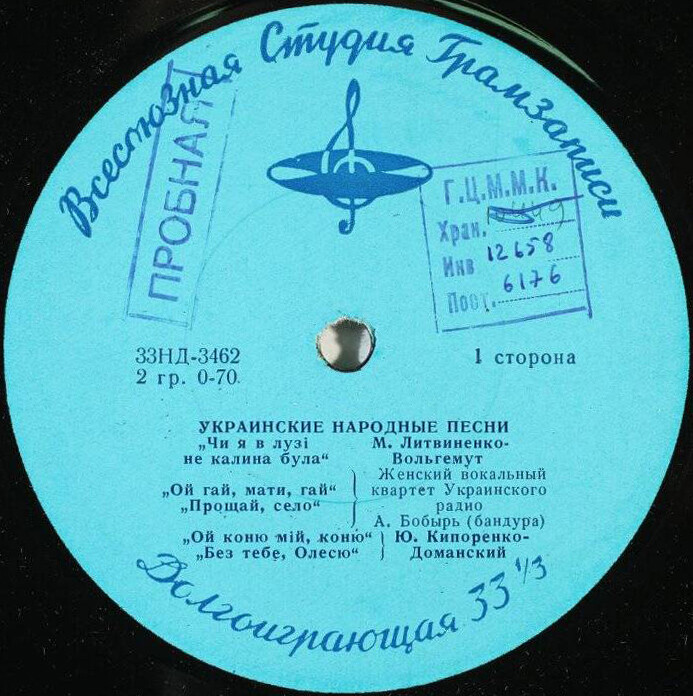 Всесоюзная Студия Грамзаписи
ПРОБНАЯ
Г.Ц.М.М.К.
Хран.
Инв 12658
Пост. 6176
33НД-3462
2 гр. 0-70
1 сторона
УКРАИНСКИЕ НАРОДНЫЕ ПЕСНИ
„Чи я в лузі М. Литвиненко-
не калина була“ Вольгемут
Женский вокальный
„Ой гай, мати, гай“ квартет Украинского
„Прощай, село“ радио
А. Бобырь (бандура)
„Ой коню мій, коню“ Ю. Кипоренко-
„Без тебе, Олесю“ Доманский
Долгоиграющая 33 1/3